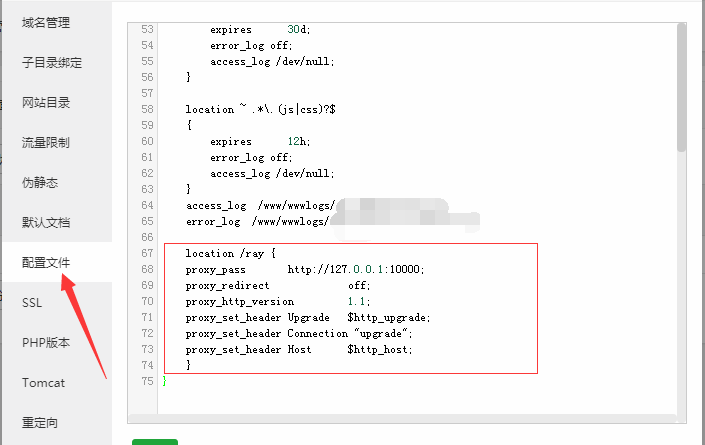 域名管理
子目录绑定
网站目录
流量限制
伪静态
默认文档
配置文件
SSL
PHP版本
Tomcat
重定向
53 expires 30d;
54 error_log off;
55 access_log /dev/null;
56 }
57
58 location ~ .*\.(js|css)?$
59 {
60 expires 12h;
61 error_log off;
62 access_log /dev/null;
63 }
64 access_log /www/wwwlogs/
65 error_log /www/wwwlogs/
66
67 location /ray {
68 proxy_pass http://127.0.0.1:10000;
69 proxy_redirect off;
70 proxy_http_version 1.1;
71 proxy_set_header Upgrade $http_upgrade;
72 proxy_set_header Connection "upgrade";
73 proxy_set_header Host $http_host;
74 }
75 }